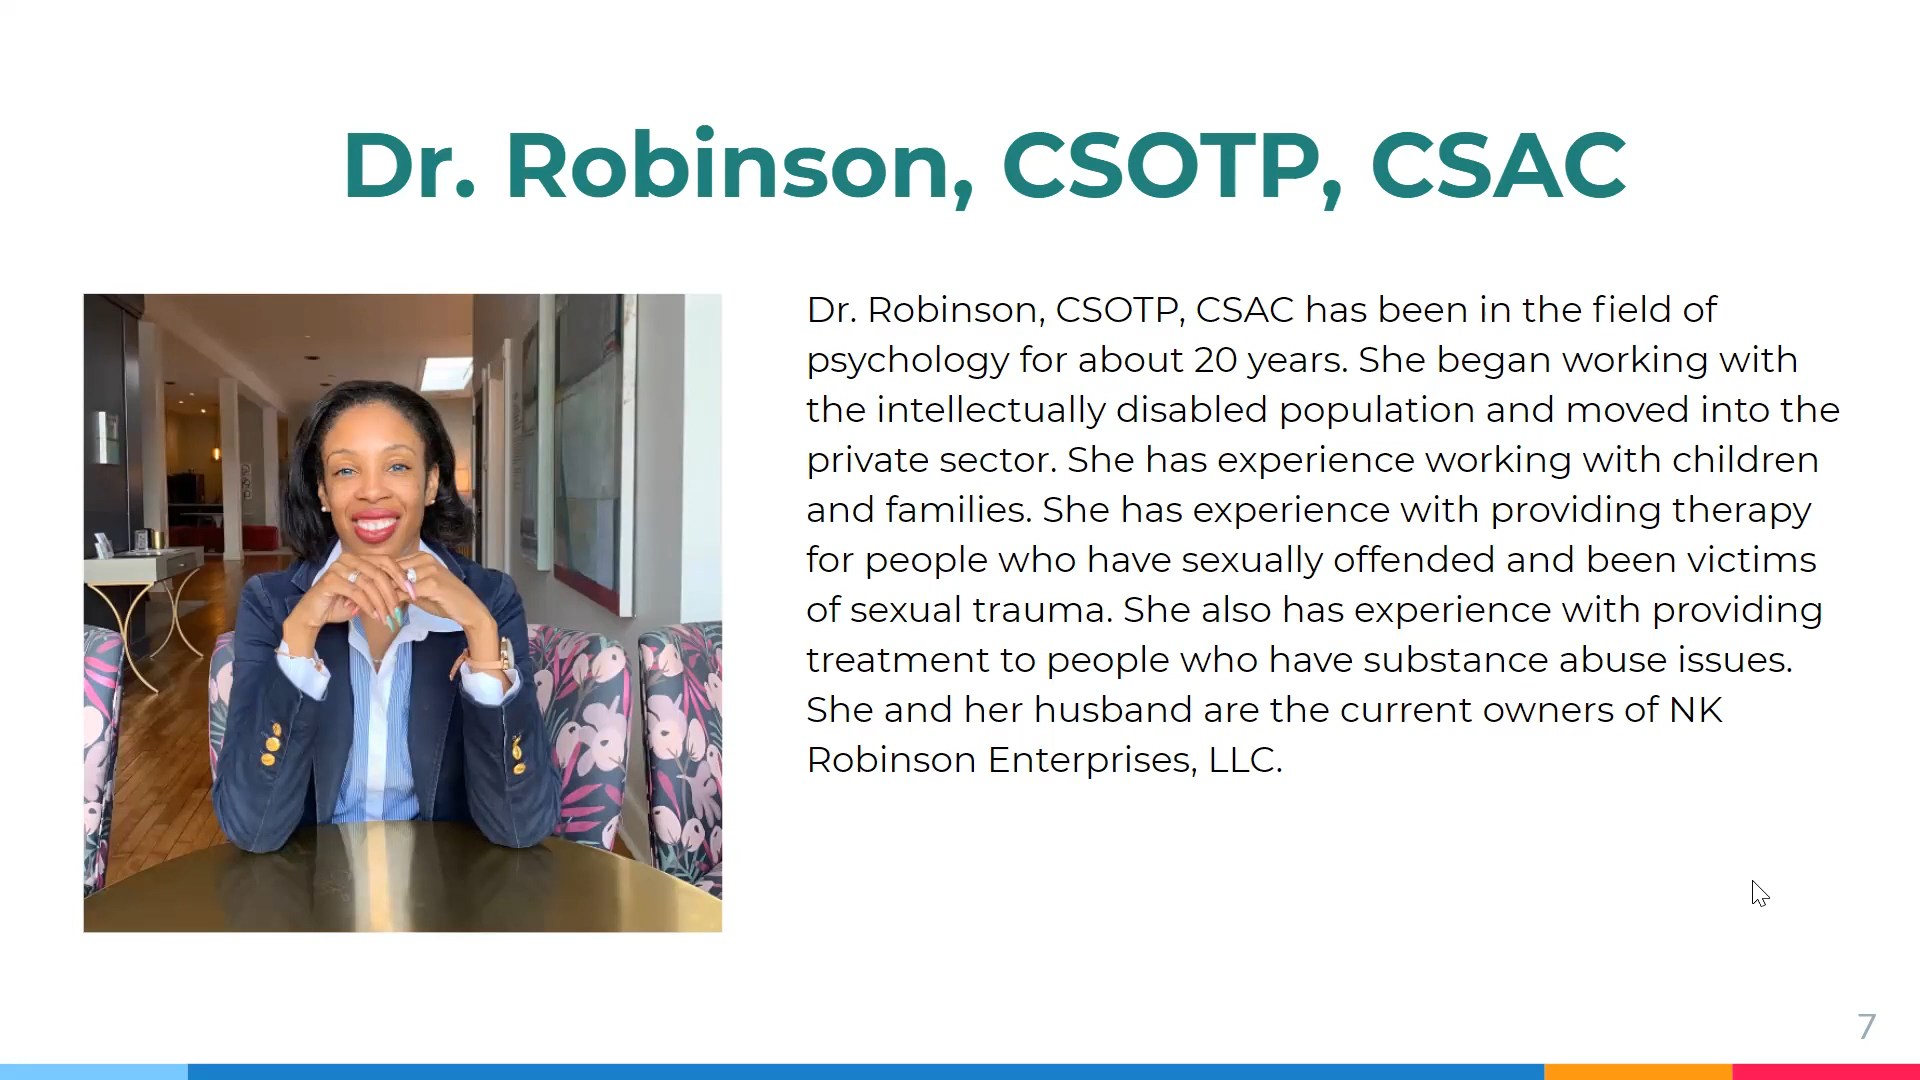 Dr. Robinson, CSOTP, CSAC
Dr. Robinson, CSOTP, CSAC has been in the field of
psychology for about 20 years. She began working with
the intellectually disabled population and moved into the
private sector. She has experience working with children
and families. She has experience with providing therapy
for people who have sexually offended and been victims
of sexual trauma. She also has experience with providing
treatment to people who have substance abuse issues.
She and her husband are the current owners of NK
Robinson Enterprises, LLC.
7